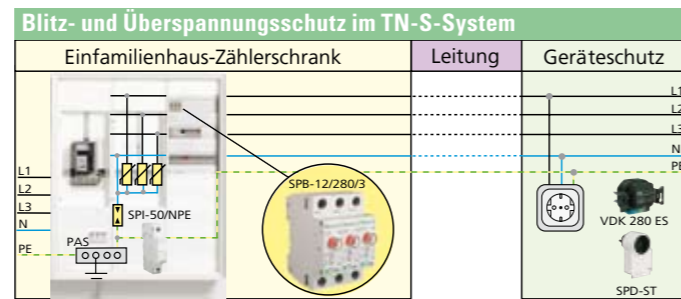 Blitz- und Überspannungsschutz im TN-S-System
Einfamilienhaus-Zählerschrank
Leitung
Geräteschutz
L1
L2
L3
N
PE
L1
L2
L3
N
PE
SPI-50/NPE
PAS
SPB-12/280/3
VDK 280 ES
SPD-ST